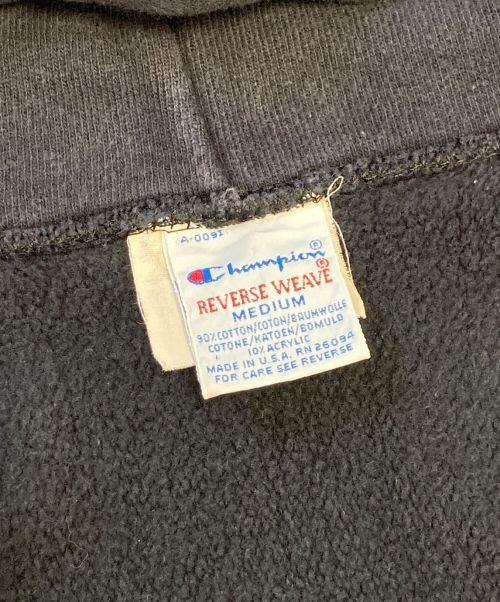 A-0091
Champion®
REVERSE WEAVE®
MEDIUM
90%COTTON/COTON/BAUMWOLLE
COTONE/KATOEN/BOMULD
10% ACRYLIC
MADE IN U.S.A. RN 26094
FOR CARE SEE REVERSE